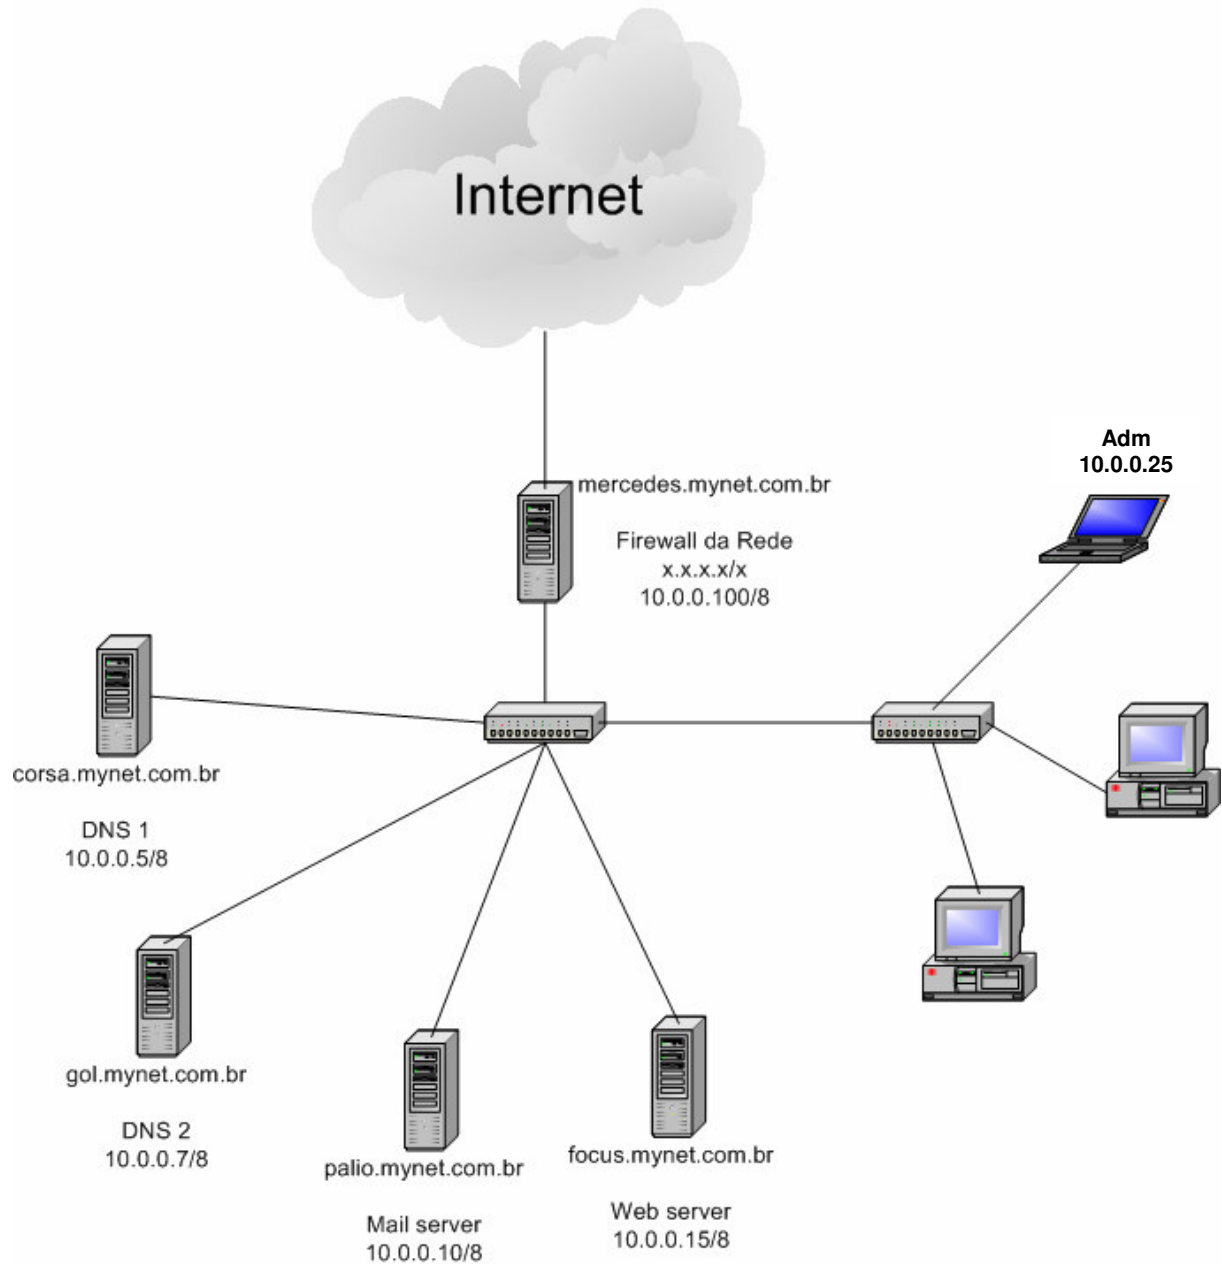 Internet
Adm
10.0.0.25
mercedes.mynet.com.br
Firewall da Rede
x.x.x.x/x
10.0.0.100/8
corsa.mynet.com.br
DNS 1
10.0.0.5/8
gol.mynet.com.br
DNS 2
10.0.0.7/8
palio.mynet.com.br
Mail server
10.0.0.10/8
focus.mynet.com.br
Web server
10.0.0.15/8